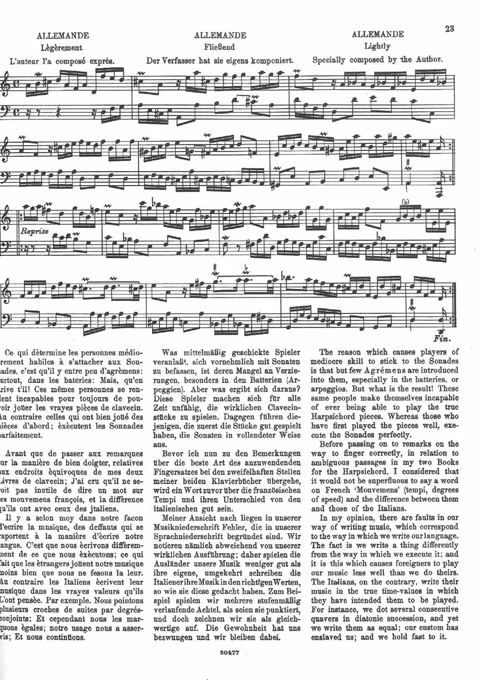 23
ALLEMANDE
Lègèrement
L'auteur l'a composé exprés.
ALLEMANDE
Fließend
Der Verfasser hat sie eigens komponiert.
ALLEMANDE
Lightly
Specially composed by the Author.
Reprise
(b)
Fin.
Ce qui dètermine les personnes médio-
rement habiles à s'attacher aux Son-
ades, c'est qu'il y entre peu d'agrèmens:
urtout, dans les bateries: Mais, qu'en
rive t'il! Ces mêmes personnes se ren-
dent incapables pour toujours de pou-
voir joüer les vrayes pièces de clavecin.
Au contraire celles qui ont bien joüé des
pièces d'abord; èxècutent les Sonnades
parfaitement.
Avant que de passer aux remarques
sur la manière de bien doigter, relatives
aux endroits équivoques de mes deux
Livres de clavecin; J'ai cru qu'il ne se-
roit pas inutile de dire un mot sur
les mouvemens françois, et la différence
qu'ils ont avec ceux des jtaliens.
Il y a selon moy dans notre facon
d'ecrire la musique, des deffauts qui se
raportent à la manière d'ècrire notre
langue. C'est que nous ècrivons différem-
ment de ce que nous èxècutons; ce qui
fait que les ètrangers joüent notre musique
moins bien que nous ne fesons la leur.
Au contraire les Italiens ècrivent leur
musique dans les vrayes valeurs qu'ils
L'ont pensèe. Par exemple. Nous pointons
plusieurs croches de suites par degrés-
conjoints; Et cependant nous les mar-
quons ègales; notre usage nous a asser-
vis; Et nous continüons.
Was mittelmäßig geschickte Spieler
veranlaßt, sich vornehmlich mit Sonaten
zu befassen, ist deren Mangel an Verzie-
rungen, besonders in den Batterien (Ar-
peggien). Aber was ergibt sich daraus?
Diese Spieler machen sich für alle
Zeit unfähig, die wirklichen Clavecin-
stücke zu spielen. Dagegen führen die-
jenigen, die zuerst die Stücke gut gespielt
haben, die Sonaten in vollendeter Weise
aus.
Bevor ich nun zu den Bemerkungen
über die beste Art des anzuwendenden
Fingersatzes bei den zweifelhaften Stellen
meiner beiden Klavierbücher übergehe,
wird ein Wort zuvor über die französischen
Tempi und ihren Unterschied von den
italienischen gut sein.
Meiner Ansicht nach liegen in unserer
Musikniederschrift Fehler, die in unserer
Sprachniederschrift begründet sind. Wir
notieren nämlich abweichend von unserer
wirklichen Ausführung; daher spielen die
Ausländer unsere Musik weniger gut als
wir die ihre, umgekehrt schreiben die
Italiener ihre Musik in den richtigen Werten,
so wie sie diese gedacht haben. Zum Bei-
spiel spielen wir mehrere stufenmäßig
verlaufende Achtel, als seien sie punktiert,
und doch zeichnen wir sie als gleich-
wertig auf. Die Gewohnheit hat uns
bezwungen und wir bleiben dabei.
The reason which causes players of
mediocre skill to stick to the Sonades
is that but few Agrémens are introduced
into them, especially in the batteries, or
arpeggios. But what is the result! These
same people make themselves incapable
of ever being able to play the true
Harpsichord pieces. Whereas those who
have first played the pieces well, exe-
cute the Sonades perfectly.
Before passing on to remarks on the
way to finger correctly, in relation to
ambiguous passages in my two Books
for the Harpsichord, I considered that
it would not be superfluous to say a word
on French 'Mouvemens' (tempi, degrees
of speed) and the difference between them
and those of the Italians.
In my opinion, there are faults in our
way of writing music, which correspond
to the way in which we write our language.
The fact is we write a thing differently
from the way in which we execute it; and
it is this which causes foreigners to play
our music less well than we do theirs.
The Italians, on the contrary, write their
music in the true time-values in which
they have intended them to be played.
For instance, we dot several consecutive
quavers in diatonic succession, and yet
we write them as equal; our custom has
enslaved us; and we hold fast to it.
30477